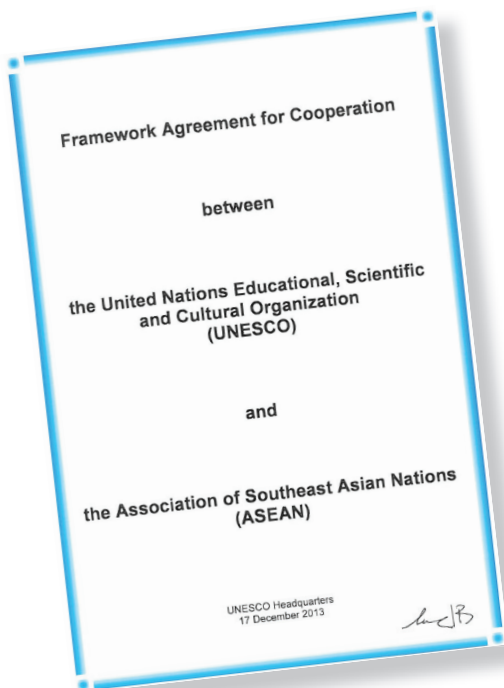 Framework Agreement for Cooperation
between
the United Nations Educational, Scientific
and Cultural Organization
(UNESCO)
and
the Association of Southeast Asian Nations
(ASEAN)
UNESCO Headquarters
17 December 2013